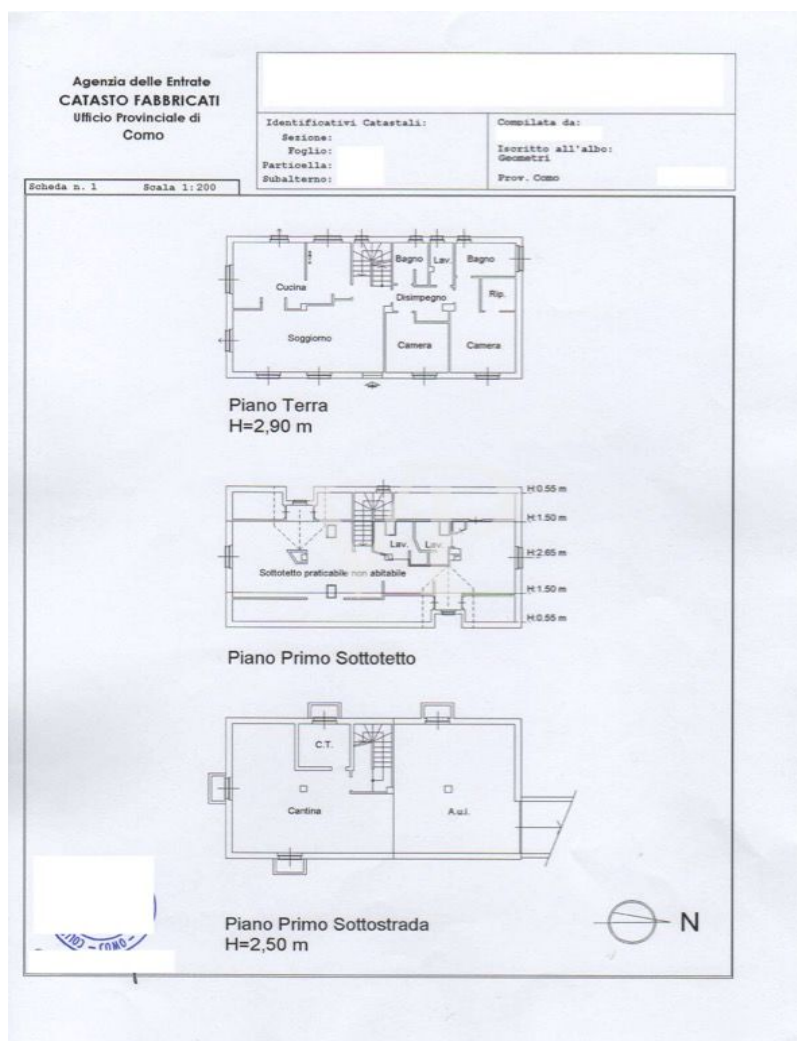 Agenzia delle Entrate
CATASTO FABBRICATI
Ufficio Provinciale di
Como
Identificativi Catastali:
Sezione:
Foglio:
Particella:
Subalterno:
Compilata da:
Iscritto all'albo:
Geometri
Prov. Como
Scheda n. 1 Scala 1:200
Bagno Lav. Bagno
Cucina Disimpegno Rip.
Soggiorno Camera Camera
Piano Terra
H=2,90 m
H:0.55 m
H:1.50 m
Lav. Lav. H:2.65 m
Sottotetto praticabile non abitabile
H:1.50 m
H:0.55 m
Piano Primo Sottotetto
C.T.
Cantina A.u.i.
Piano Primo Sottostrada
H=2,50 m
N
COMO